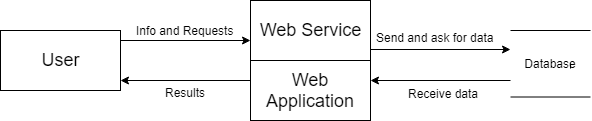 Info and Requests
Web Service
Send and ask for data
User
Database
Web
Application
Results
Receive data